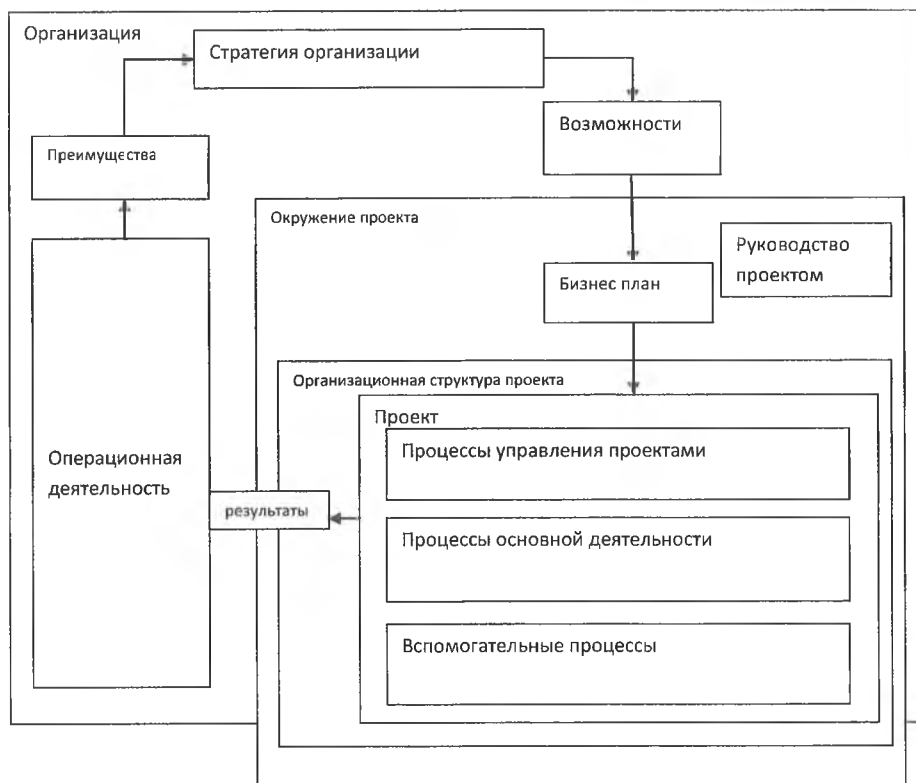 Организация
Стратегия организации
Возможности
Преимущества
Окружение проекта
Руководство
проектом
Бизнес план
Организационная структура проекта
Проект
Процессы управления проектами
Операционная
деятельность
результаты
Процессы основной деятельности
Вспомогательные процессы